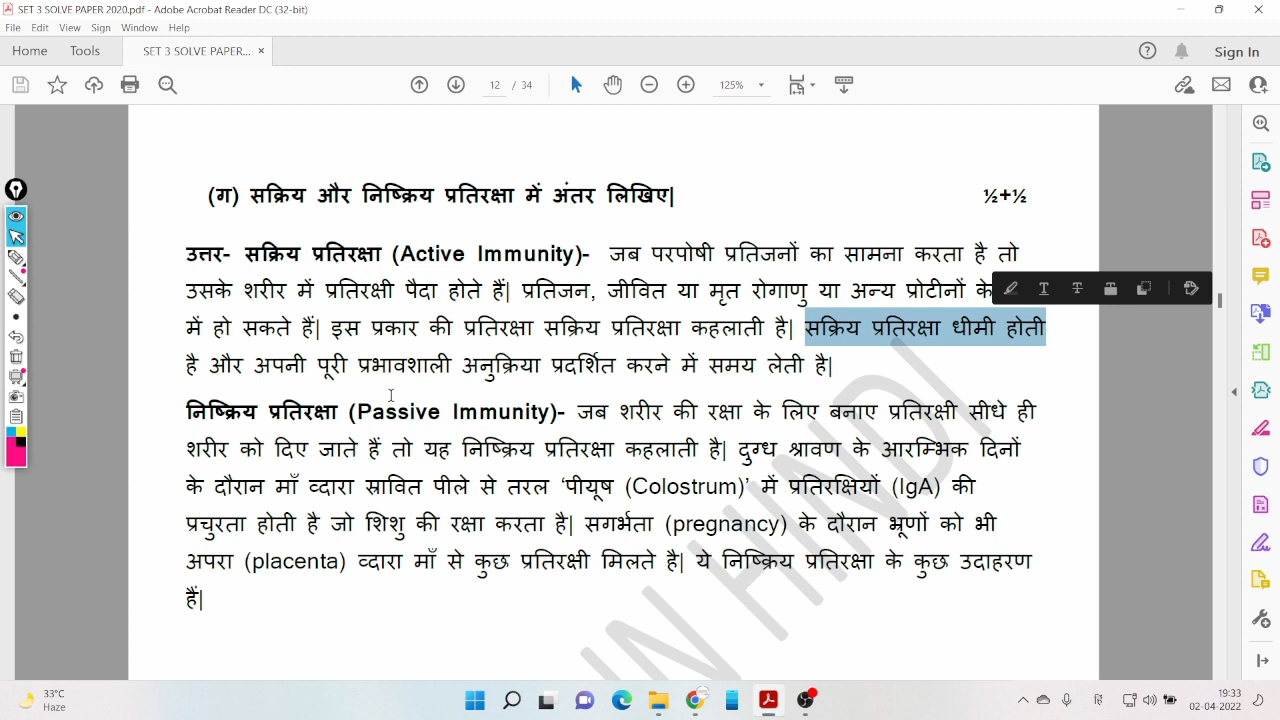 SET 3 SOLVE PAPER 2020.pdf - Adobe Acrobat Reader DC (32-bit)
File Edit View Sign Window Help
Home Tools SET 3 SOLVE PAPER... × Sign In
12 / 34 125%
(ग) सक्रिय और निष्क्रिय प्रतिरक्षा में अंतर लिखिए| ½+½
उत्तर- सक्रिय प्रतिरक्षा (Active Immunity)- जब परपोषी प्रतिजनों का सामना करता है तो
उसके शरीर में प्रतिरक्षी पैदा होते हैं| प्रतिजन, जीवित या मृत रोगाणु या अन्य प्रोटीनों के
में हो सकते हैं| इस प्रकार की प्रतिरक्षा सक्रिय प्रतिरक्षा कहलाती है| सक्रिय प्रतिरक्षा धीमी होती
है और अपनी पूरी प्रभावशाली अनुक्रिया प्रदर्शित करने में समय लेती है|
निष्क्रिय प्रतिरक्षा (Passive Immunity)- जब शरीर की रक्षा के लिए बनाए प्रतिरक्षी सीधे ही
शरीर को दिए जाते हैं तो यह निष्क्रिय प्रतिरक्षा कहलाती है| दुग्ध श्रावण के आरम्भिक दिनों
के दौरान माँ व्दारा स्रावित पीले से तरल ‘पीयूष (Colostrum)’ में प्रतिरक्षियों (IgA) की
प्रचुरता होती है जो शिशु की रक्षा करता है| सगर्भता (pregnancy) के दौरान भ्रूणों को भी
अपरा (placenta) व्दारा माँ से कुछ प्रतिरक्षी मिलते है| ये निष्क्रिय प्रतिरक्षा के कुछ उदाहरण
हैं|
IN HINDI
33°C
Haze
19:33
02-04-2022